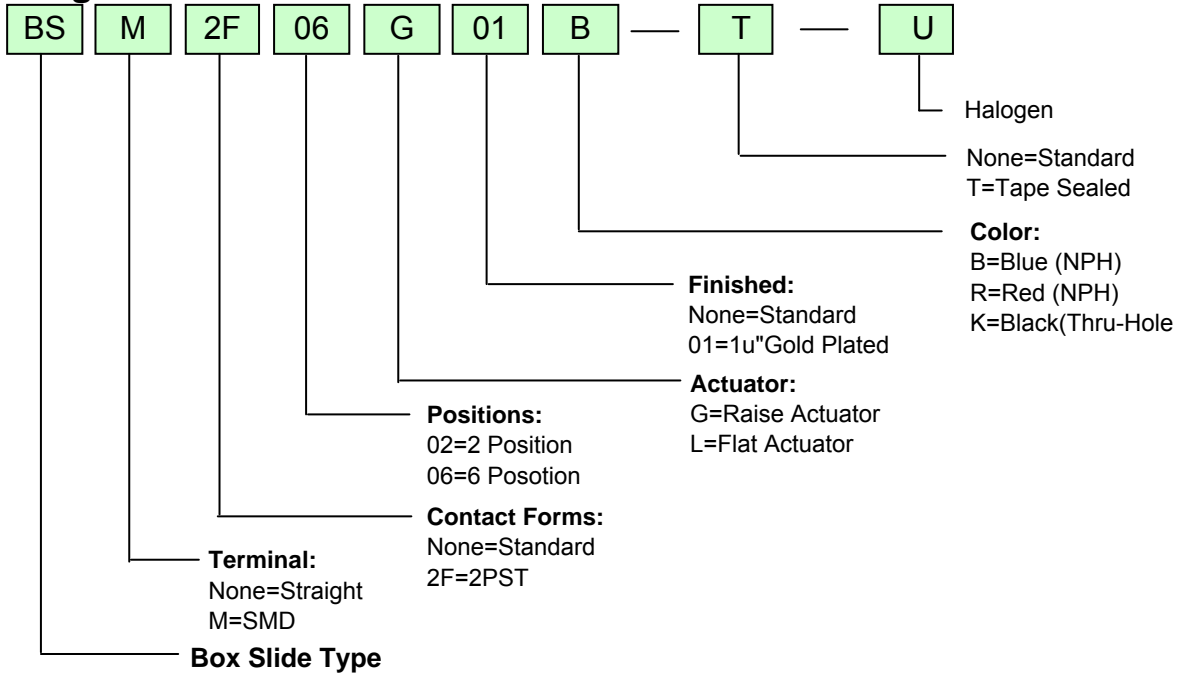 BS M 2F 06 G 01 B — T — U
Halogen
None=Standard
T=Tape Sealed
Color:
B=Blue (NPH)
R=Red (NPH)
K=Black(Thru-Hole
Finished:
None=Standard
01=1u"Gold Plated
Actuator:
G=Raise Actuator
L=Flat Actuator
Positions:
02=2 Position
06=6 Posotion
Contact Forms:
None=Standard
2F=2PST
Terminal:
None=Straight
M=SMD
Box Slide Type